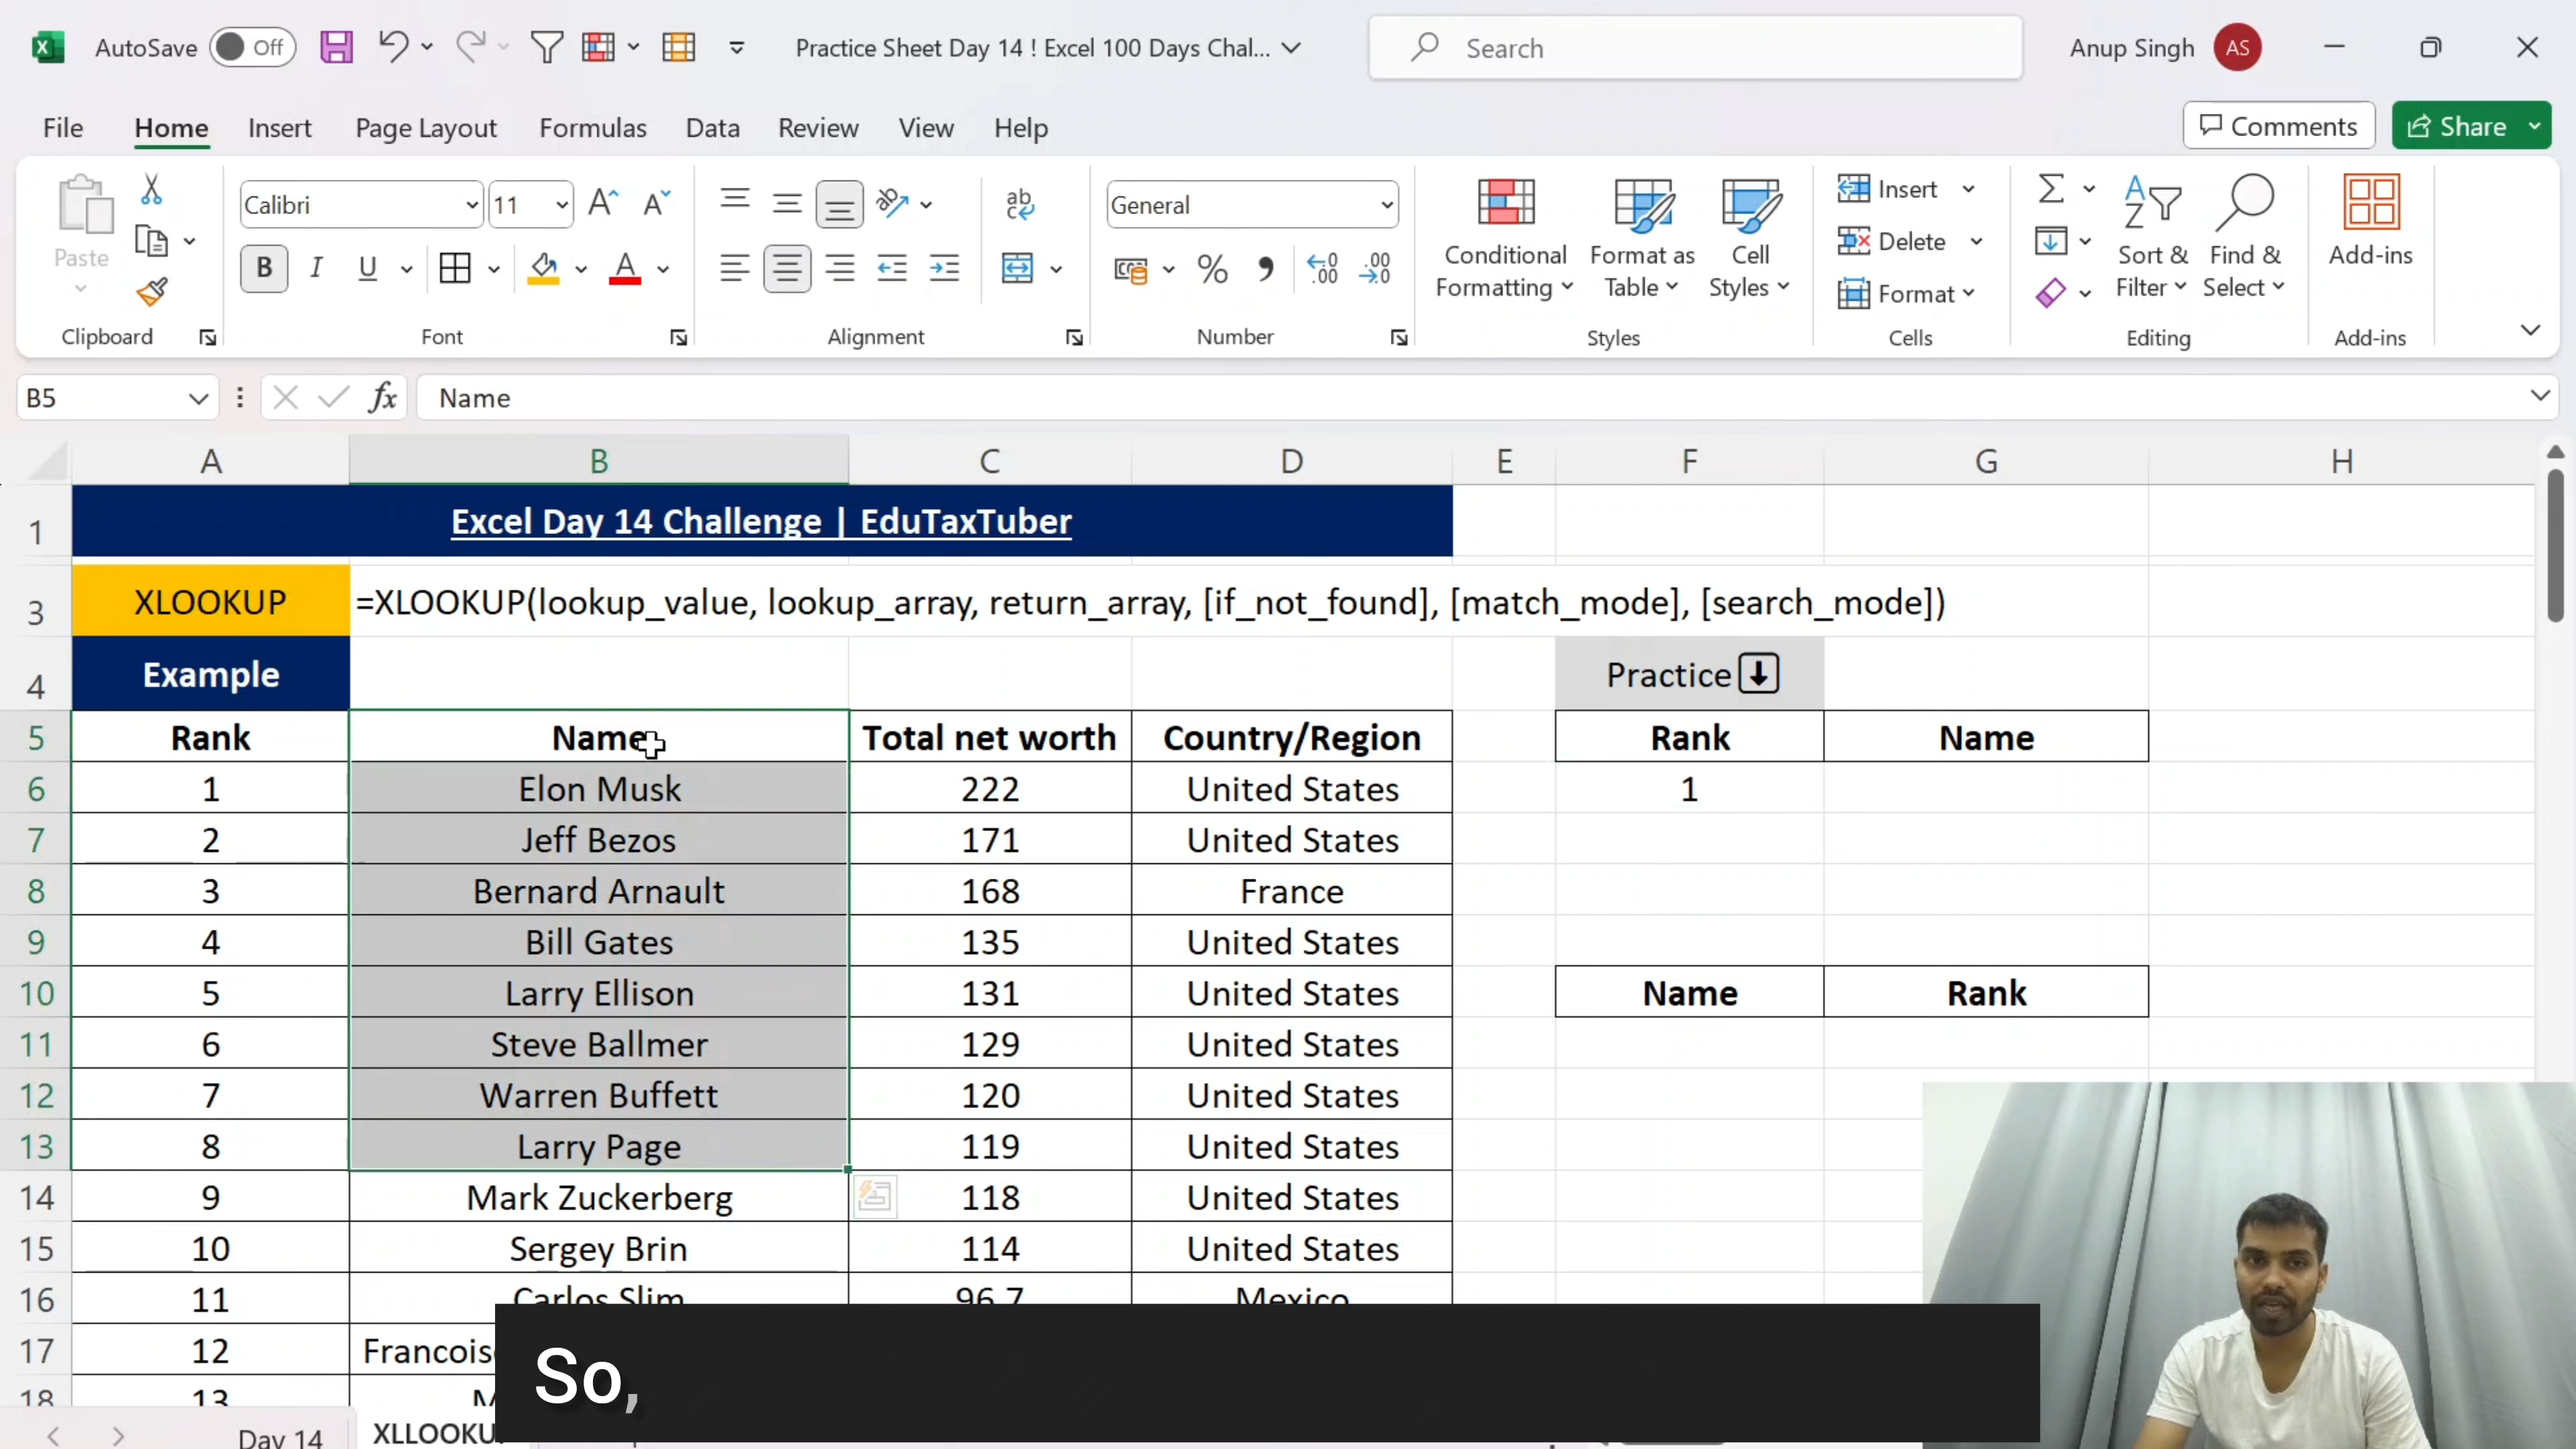 AutoSave Off Practice Sheet Day 14 ! Excel 100 Days Chal... Search Anup Singh AS
File Home Insert Page Layout Formulas Data Review View Help Comments Share
Paste Calibri 11 General Conditional Formatting Format as Table Cell Styles Insert Delete Format Sort & Filter Find & Select Add-ins
Clipboard Font Alignment Number Styles Cells Editing Add-ins
B5 fx Name
A B C D E F G H
1 Excel Day 14 Challenge | EduTaxTuber
3 XLOOKUP =XLOOKUP(lookup_value, lookup_array, return_array, [if_not_found], [match_mode], [search_mode])
4 Example Practice
5 Rank Name Total net worth Country/Region Rank Name
6 1 Elon Musk 222 United States 1
7 2 Jeff Bezos 171 United States
8 3 Bernard Arnault 168 France
9 4 Bill Gates 135 United States
10 5 Larry Ellison 131 United States Name Rank
11 6 Steve Ballmer 129 United States
12 7 Warren Buffett 120 United States
13 8 Larry Page 119 United States
14 9 Mark Zuckerberg 118 United States
15 10 Sergey Brin 114 United States
16 11 Carlos Slim 96.7 Mexico
17 12
18 13
So,
Day 14